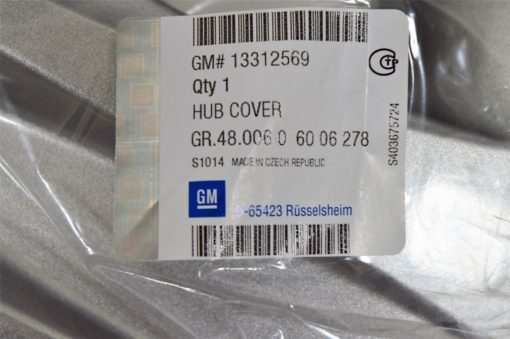 GM# 13312569
Qty 1
HUB COVER
GR.48.006 0 60 06 278
S1014 MADE IN CZECH REPUBLIC
GM
D-65423 Rüsselsheim
S403675724